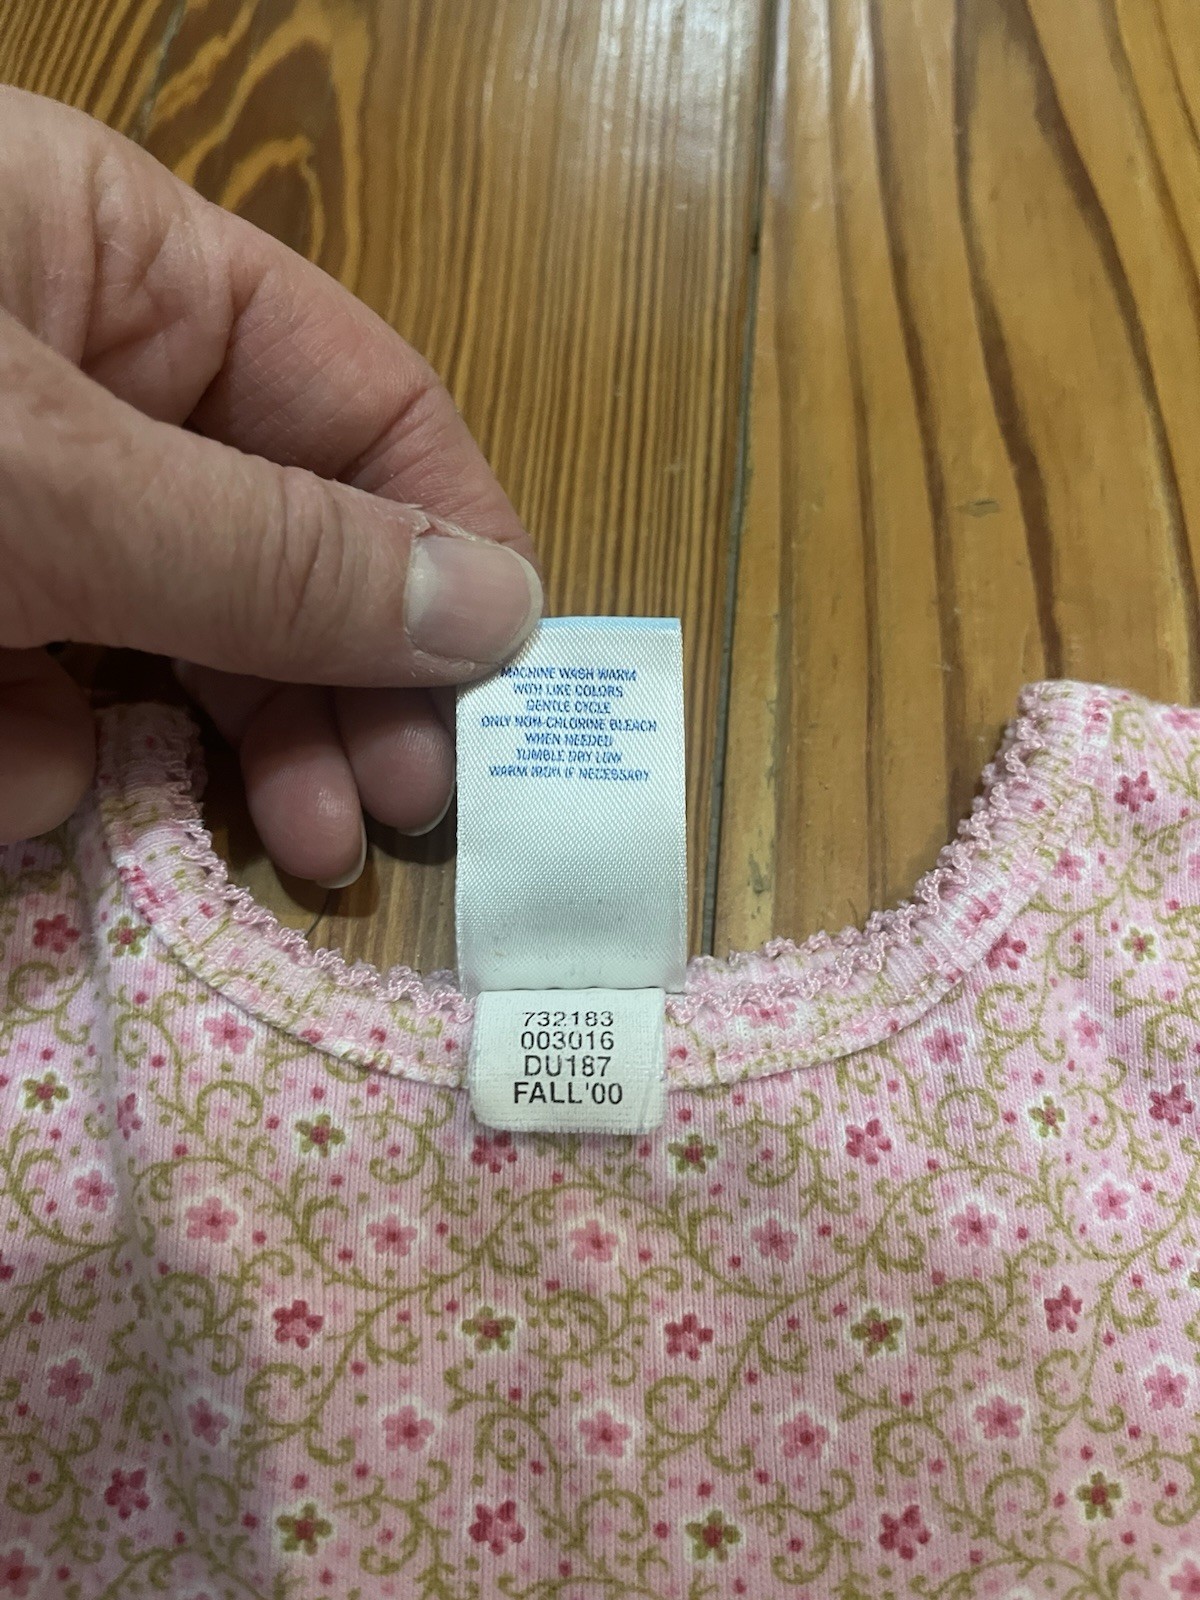 MACHINE WASH WARM
WITH LIKE COLORS
GENTLE CYCLE
ONLY NON-CHLORINE BLEACH
WHEN NEEDED
TUMBLE DRY LOW
WARM IRON IF NECESSARY
732183
003016
DU187
FALL'00